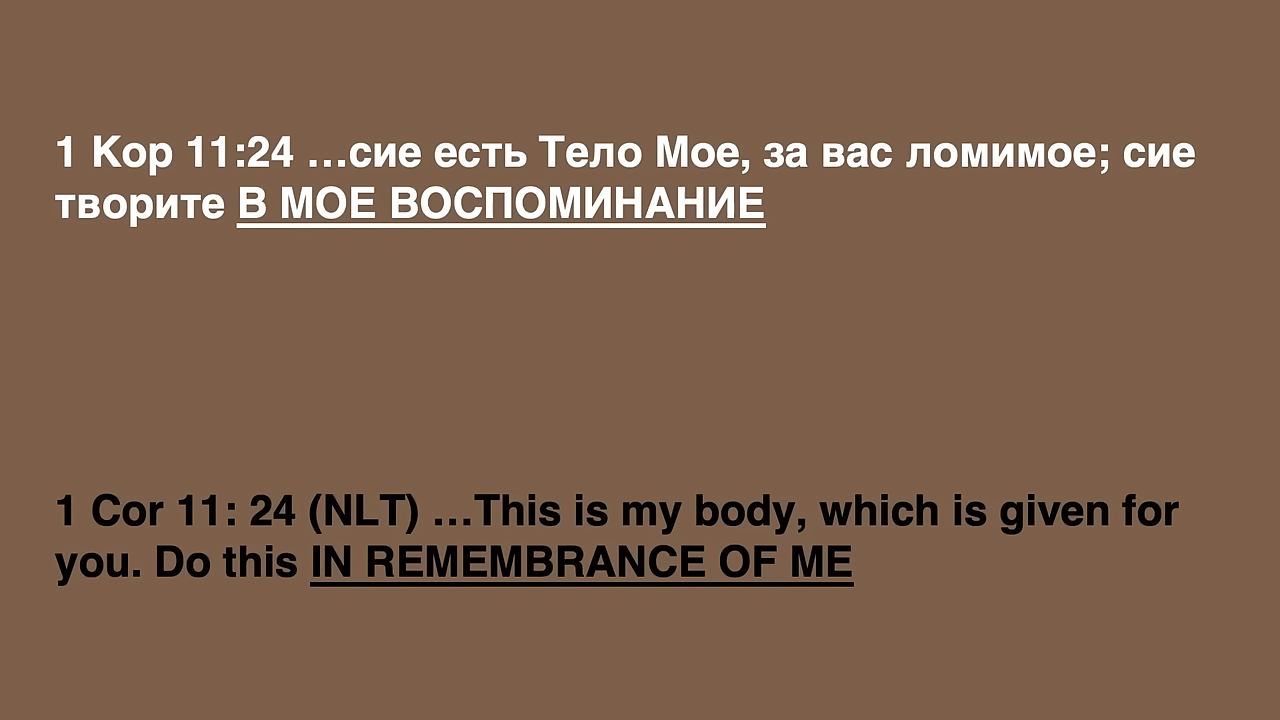 1 Кор 11:24 …сие есть Тело Мое, за вас ломимое; сие
творите В МОЕ ВОСПОМИНАНИЕ
1 Cor 11: 24 (NLT) …This is my body, which is given for
you. Do this IN REMEMBRANCE OF ME